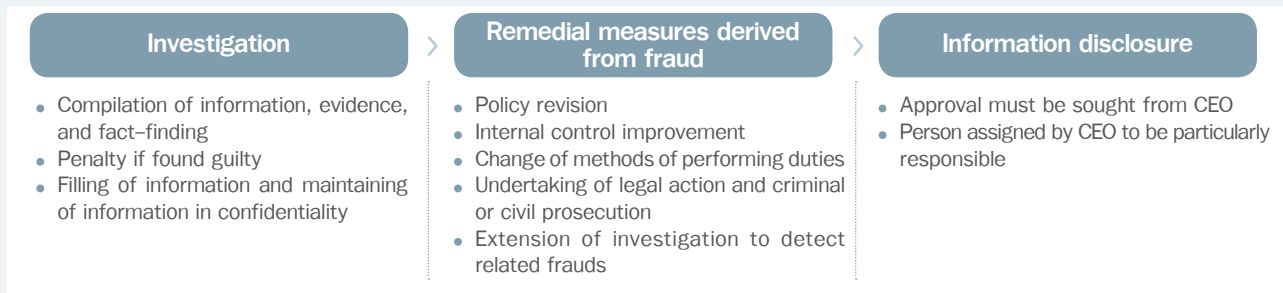 Investigation
Compilation of information, evidence,
and fact–finding
Penalty if found guilty
Filling of information and maintaining
of information in confidentiality
Remedial measures derived
from fraud
Policy revision
Internal control improvement
Change of methods of performing duties
Undertaking of legal action and criminal
or civil prosecution
Extension of investigation to detect
related frauds
Information disclosure
Approval must be sought from CEO
Person assigned by CEO to be particularly
responsible